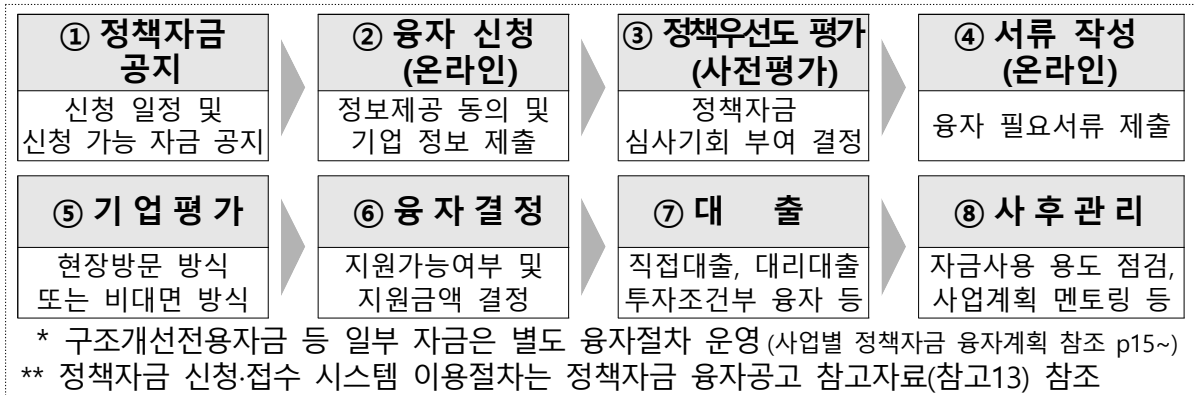 ① 정책자금
공지
신청 일정 및
신청 가능 자금 공지
② 융자 신청
(온라인)
정보제공 동의 및
기업 정보 제출
③ 정책우선도 평가
(사전평가)
정책자금
심사기회 부여 결정
④ 서류 작성
(온라인)
융자 필요서류 제출
⑤ 기 업 평 가
현장방문 방식
또는 비대면 방식
⑥ 융 자 결 정
지원가능여부 및
지원금액 결정
⑦ 대 출
직접대출, 대리대출
투자조건부 융자 등
⑧ 사 후 관 리
자금사용 용도 점검,
사업계획 멘토링 등
* 구조개선전용자금 등 일부 자금은 별도 융자절차 운영 (사업별 정책자금 융자계획 참조 p15~)
** 정책자금 신청·접수 시스템 이용절차는 정책자금 융자공고 참고자료(참고13) 참조